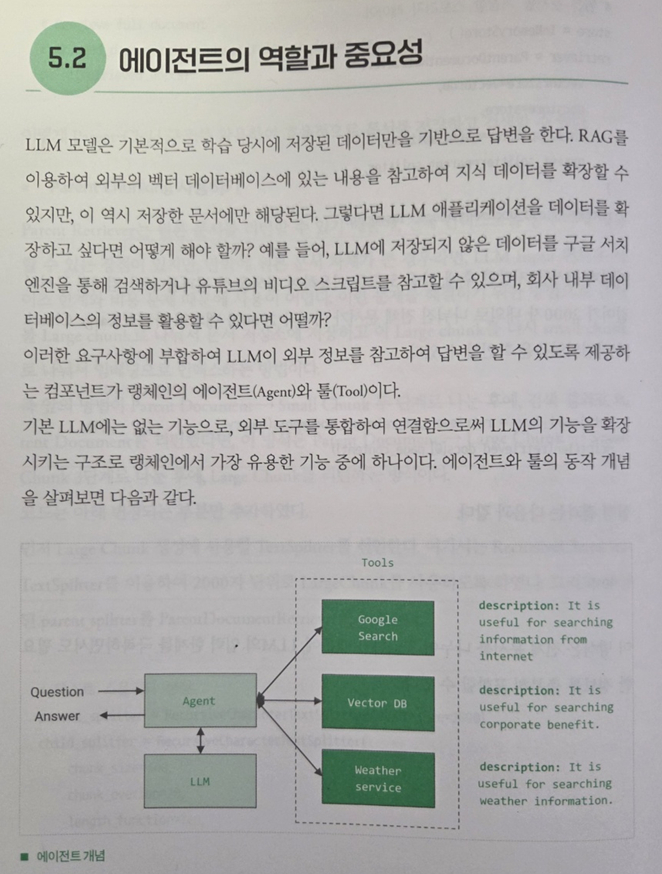 5.2 에이전트의 역할과 중요성
LLM 모델은 기본적으로 학습 당시에 저장된 데이터만을 기반으로 답변을 한다. RAG를
이용하여 외부의 벡터 데이터베이스에 있는 내용을 참고하여 지식 데이터를 확장할 수
있지만, 이 역시 저장한 문서에만 해당된다. 그렇다면 LLM 애플리케이션을 데이터를 확
장하고 싶다면 어떻게 해야 할까? 예를 들어, LLM에 저장되지 않은 데이터를 구글 서치
엔진을 통해 검색하거나 유튜브의 비디오 스크립트를 참고할 수 있으며, 회사 내부 데이
터베이스의 정보를 활용할 수 있다면 어떨까?
이러한 요구사항에 부합하여 LLM이 외부 정보를 참고하여 답변을 할 수 있도록 제공하
는 컴포넌트가 랭체인의 에이전트(Agent)와 툴(Tool)이다.
기본 LLM에는 없는 기능으로, 외부 도구를 통합하여 연결함으로써 LLM의 기능을 확장
시키는 구조로 랭체인에서 가장 유용한 기능 중에 하나이다. 에이전트와 툴의 동작 개념
을 살펴보면 다음과 같다.
Tools
Question
Answer
Agent
LLM
Google
Search
description: It is
useful for searching
information from
internet
Vector DB
description: It is
useful for searching
corporate benefit.
Weather
service
description: It is
useful for searching
weather information.
■ 에이전트 개념